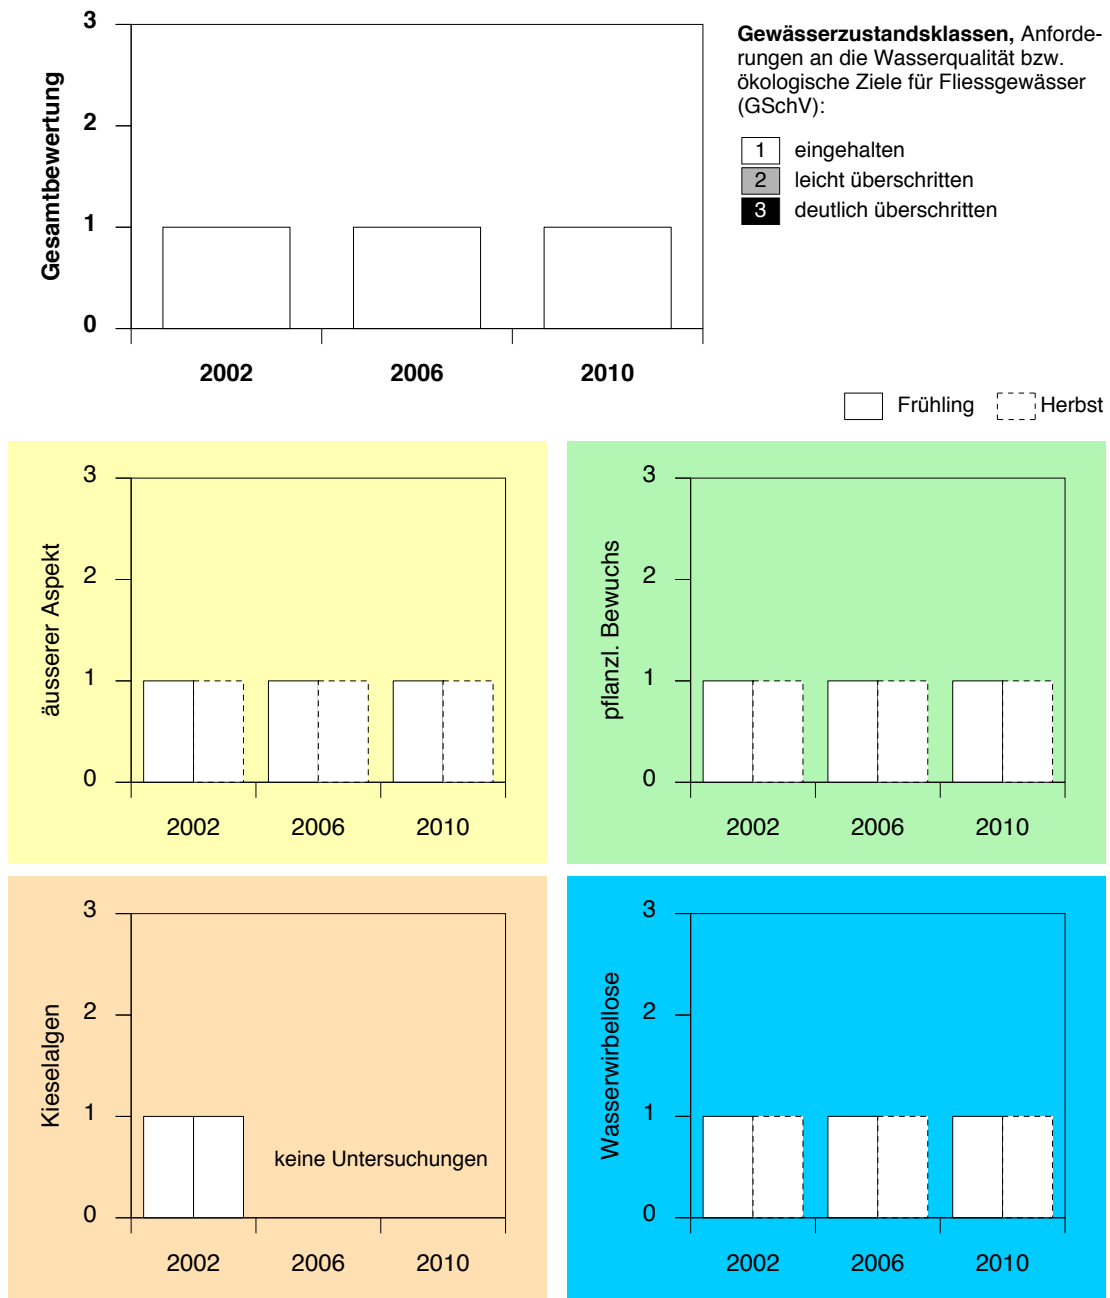 Gesamtbewertung
3
2
1
0
2002 2006 2010
Gewässerzustandsklassen, Anforde-
rungen an die Wasserqualität bzw.
ökologische Ziele für Fliessgewässer
(GSchV):
1 eingehalten
2 leicht überschritten
3 deutlich überschritten
Frühling Herbst
äusserer Aspekt
3
2
1
0
2002 2006 2010
pflanzl. Bewuchs
3
2
1
0
2002 2006 2010
Kieselalgen
3
2
1
0
keine Untersuchungen
2002 2006 2010
Wasserwirbellose
3
2
1
0
2002 2006 2010